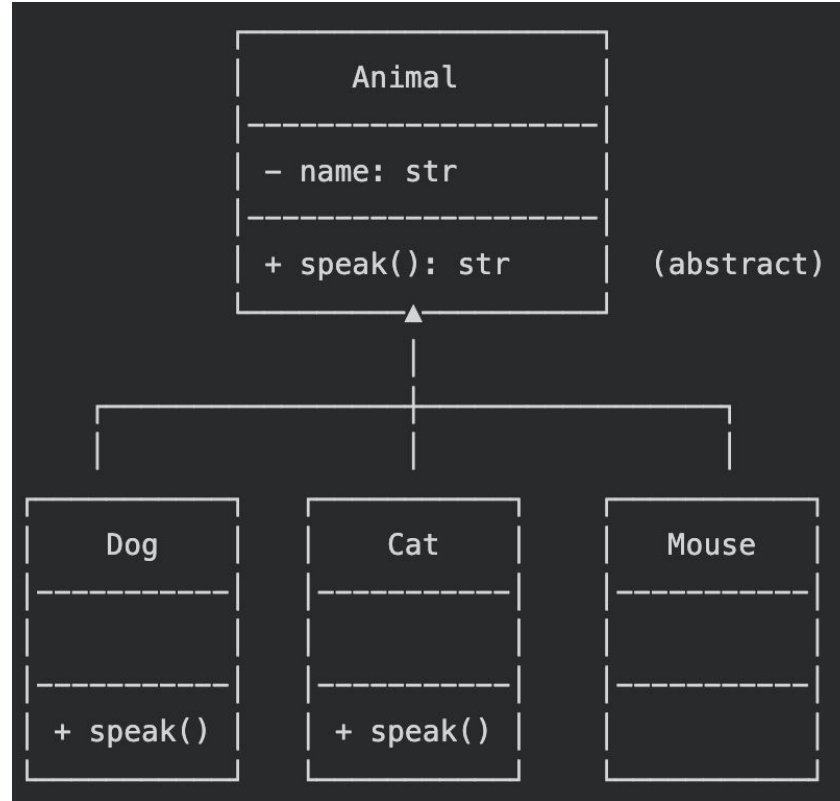 Animal
- name: str
+ speak(): str (abstract)
Dog Cat Mouse
+ speak() + speak()